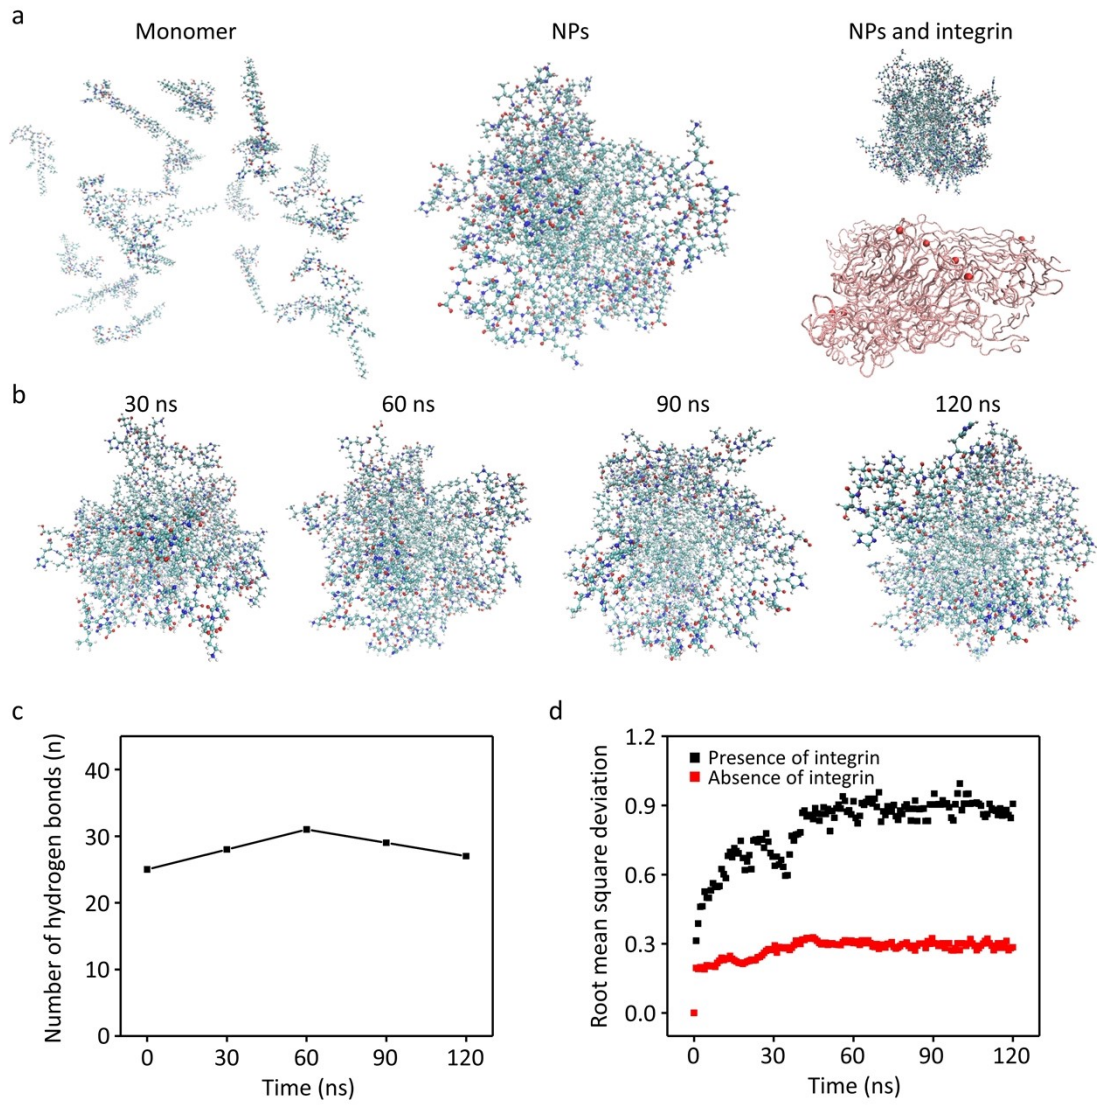 a
Monomer
NPs
NPs and integrin
b
30 ns
60 ns
90 ns
120 ns
c
Number of hydrogen bonds (n)
40
30
20
10
0
0
30
60
90
120
Time (ns)
d
Root mean square deviation
1.2
0.9
0.6
0.3
0.0
Presence of integrin
Absence of integrin
0
30
60
90
120
Time (ns)